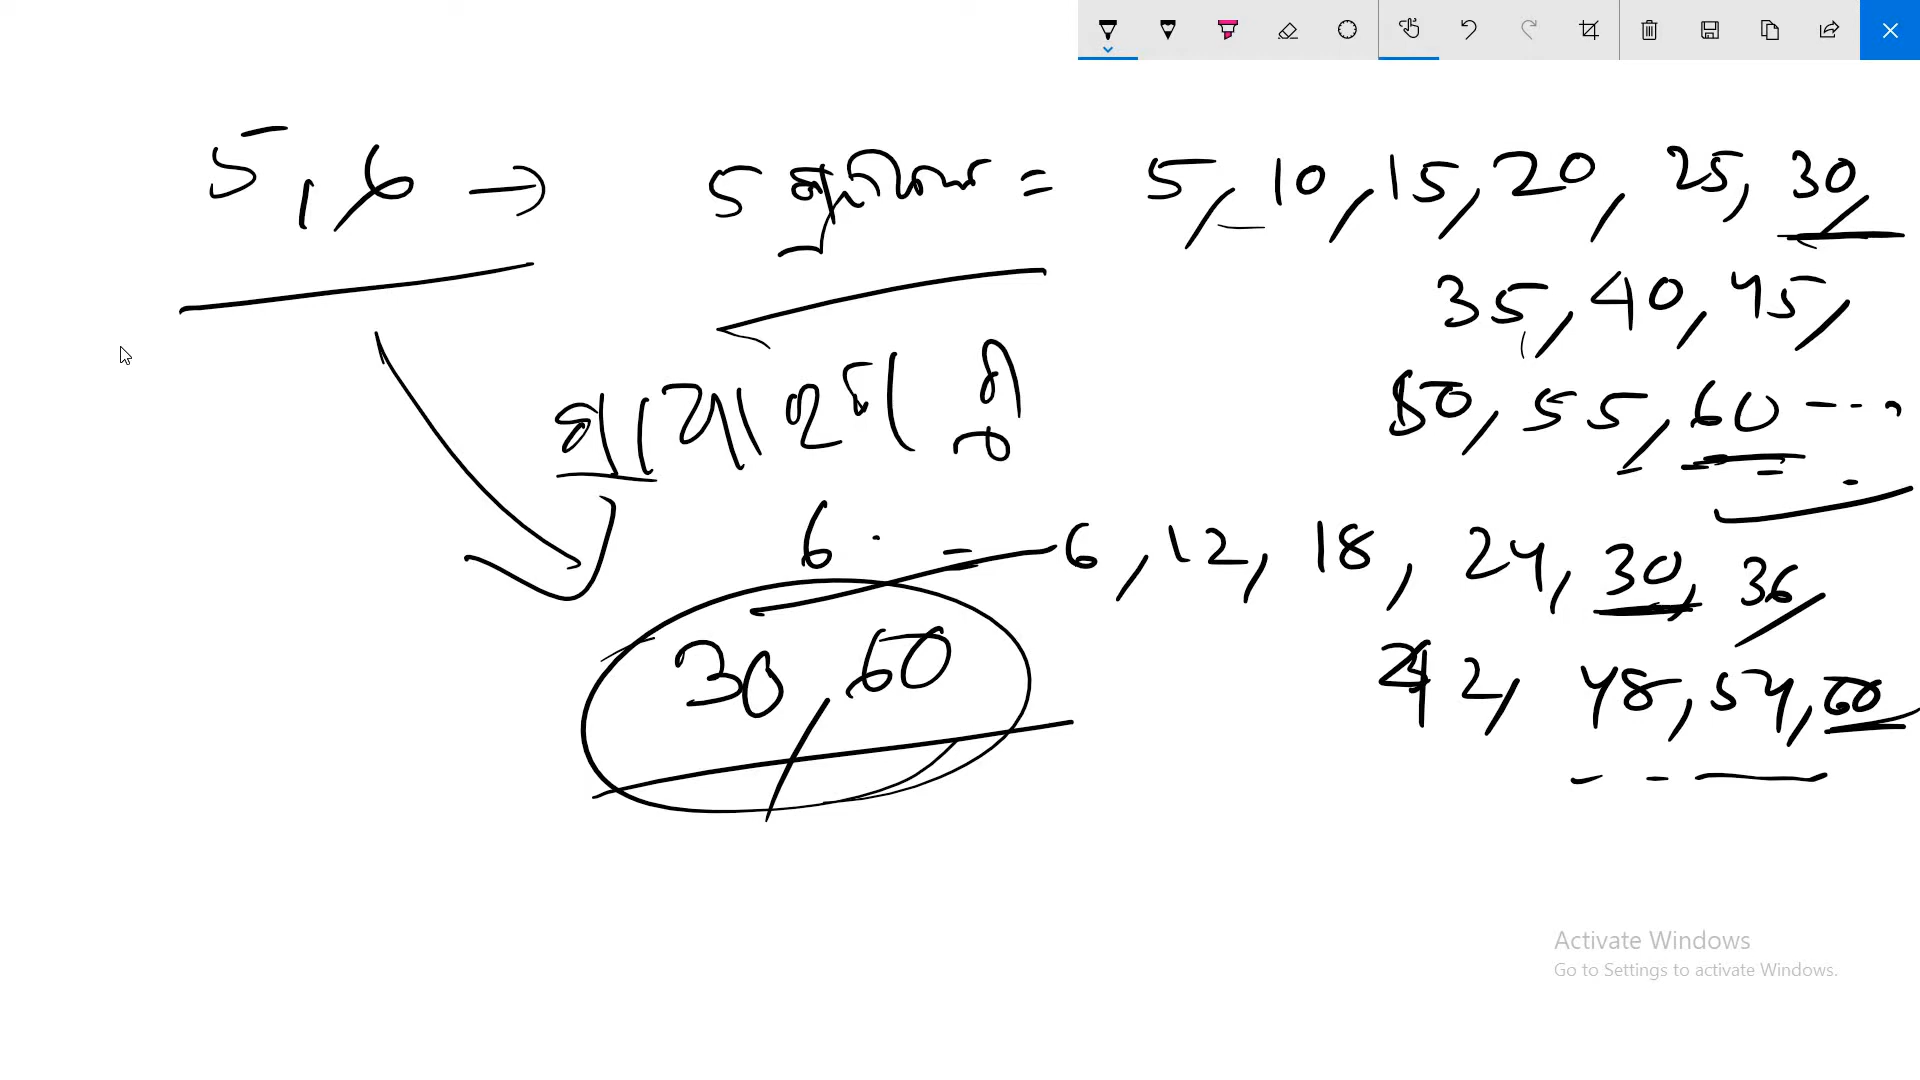 5, 6 → 5 গুণিতক = 5, 10, 15, 20, 25, 30,
35, 40, 45,
50, 55, 60 ....
6 = 6, 12, 18, 24, 30, 36,
42, 48, 54, 60
30, 60
Activate Windows
Go to Settings to activate Windows.